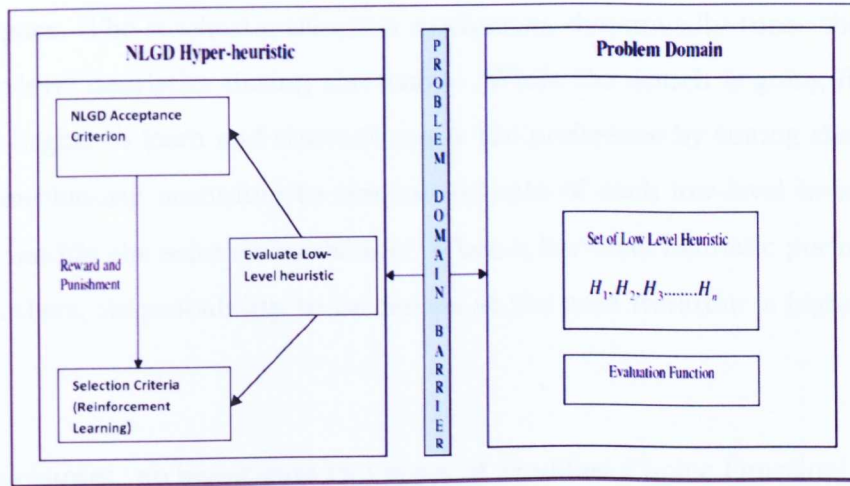 NLGD Hyper-heuristic
NLGD Acceptance
Criterion
Reward and
Punishment
Evaluate Low-
Level heuristic
Selection Criteria
(Reinforcement
Learning)
PROBLEM DOMAIN BARRIER
Problem Domain
Set of Low Level Heuristic
H1, H2, H3.......Hn
Evaluation Function